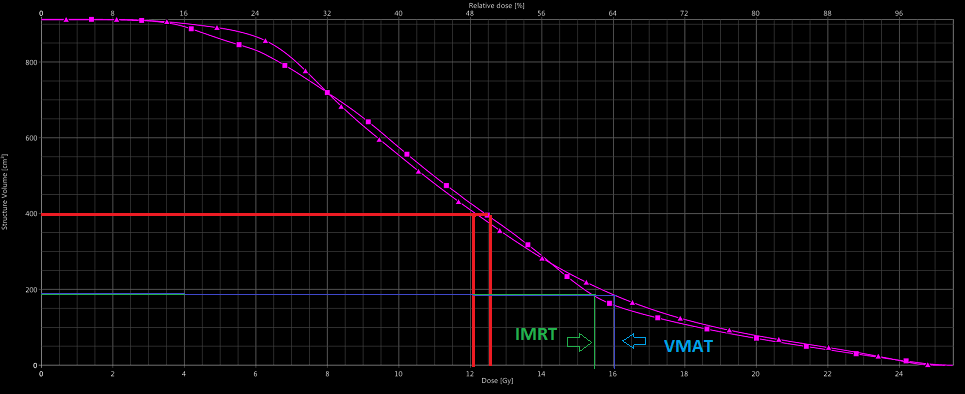 Relative dose [%]
0 8 16 24 32 40 48 56 64 72 80 88 96
Structure Volume [cm³]
800
600
400
200
0
IMRT
VMAT
0 2 4 6 8 10 12 14 16 18 20 22 24
Dose [Gy]